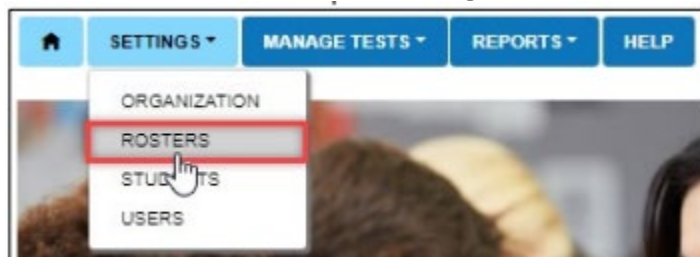 SETTINGS MANAGE TESTS REPORTS HELP
ORGANIZATION
ROSTERS
USERS